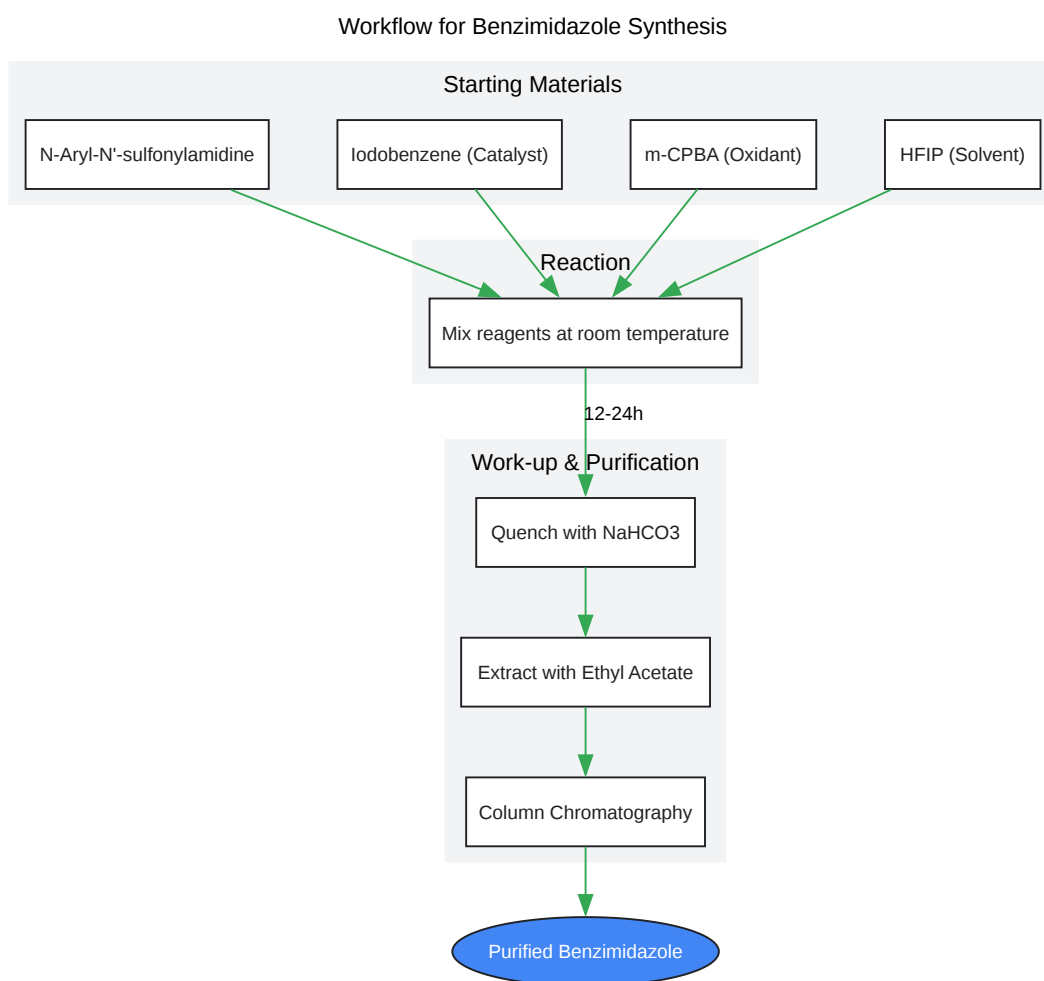 Workflow for Benzimidazole Synthesis
Starting Materials
N-Aryl-N'-sulfonylamidine
Iodobenzene (Catalyst)
m-CPBA (Oxidant)
HFIP (Solvent)
Reaction
Mix reagents at room temperature
12-24h
Work-up & Purification
Quench with NaHCO3
Extract with Ethyl Acetate
Column Chromatography
Purified Benzimidazole